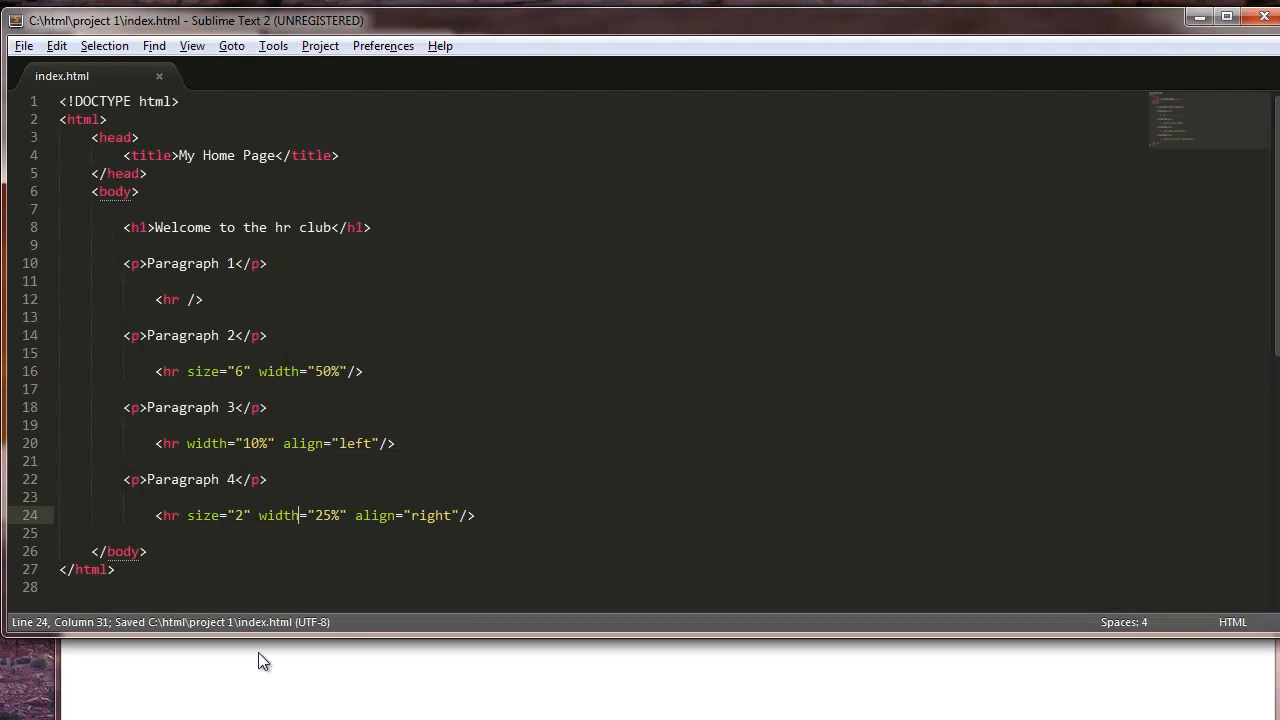 C:\html\project 1\index.html - Sublime Text 2 (UNREGISTERED)
File Edit Selection Find View Goto Tools Project Preferences Help
index.html
1 <!DOCTYPE html>
2 <html>
3 <head>
4 <title>My Home Page</title>
5 </head>
6 <body>
7
8 <h1>Welcome to the hr club</h1>
9
10 <p>Paragraph 1</p>
11
12 <hr />
13
14 <p>Paragraph 2</p>
15
16 <hr size="6" width="50%"/>
17
18 <p>Paragraph 3</p>
19
20 <hr width="10%" align="left"/>
21
22 <p>Paragraph 4</p>
23
24 <hr size="2" width="25%" align="right"/>
25
26 </body>
27 </html>
28
Line 24, Column 31; Saved C:\html\project 1\index.html (UTF-8) Spaces: 4 HTML